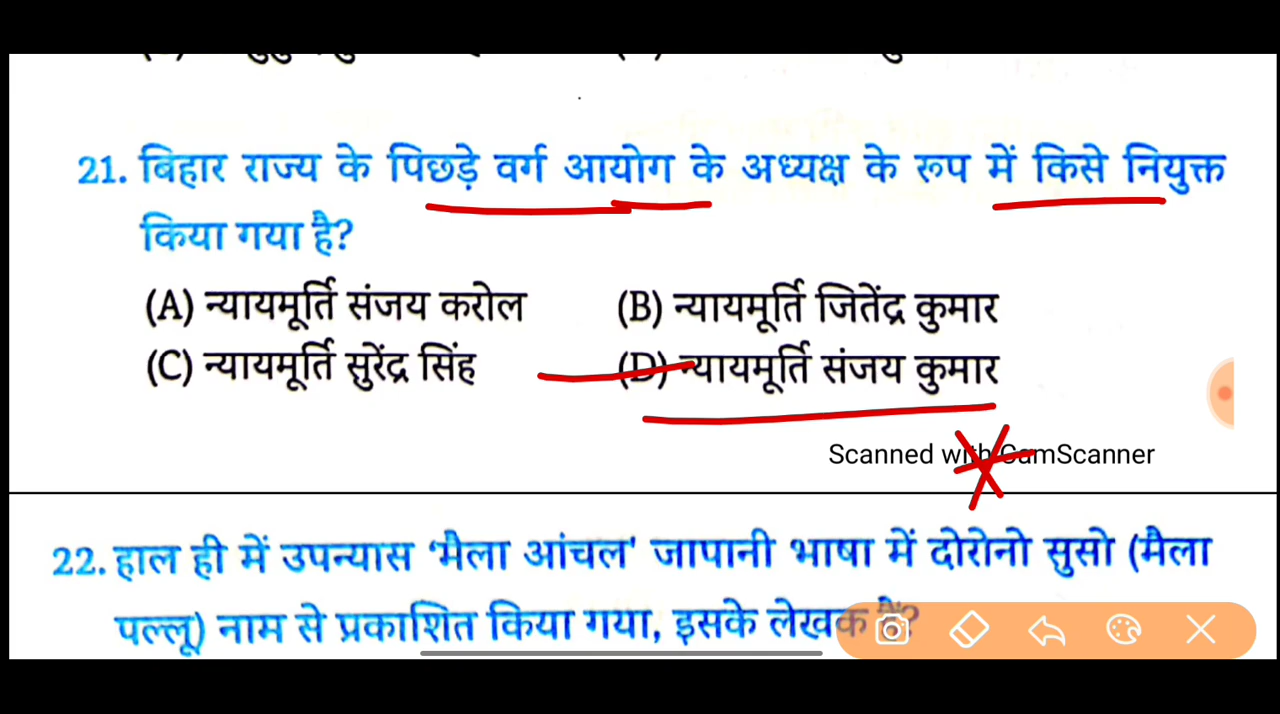 21. बिहार राज्य के पिछड़े वर्ग आयोग के अध्यक्ष के रूप में किसे नियुक्त
किया गया है?
(A) न्यायमूर्ति संजय करोल (B) न्यायमूर्ति जितेंद्र कुमार
(C) न्यायमूर्ति सुरेंद्र सिंह (D) न्यायमूर्ति संजय कुमार
Scanned with CamScanner
22. हाल ही में उपन्यास 'मैला आंचल' जापानी भाषा में दोरोनो सुसो (मैला
पल्लू) नाम से प्रकाशित किया गया, इसके लेखक हैं?